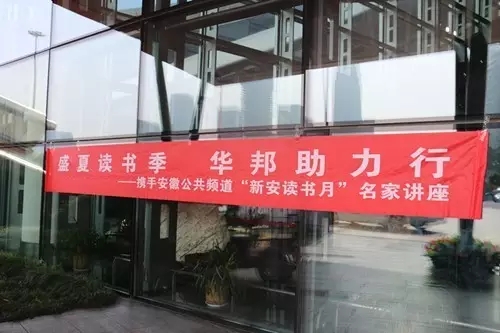 盛夏读书季 华邦助力行
——携手安徽公共频道“新安读书月”名家讲座